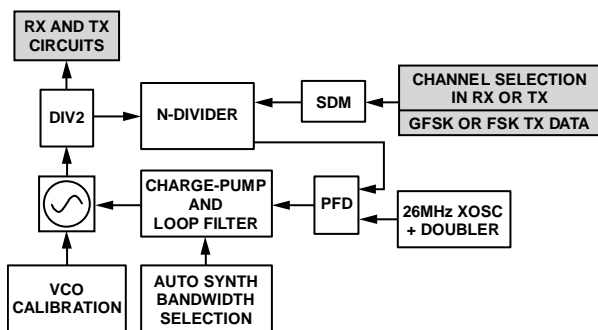 RX AND TX
CIRCUITS
DIV2
N-DIVIDER
SDM
CHANNEL SELECTION
IN RX OR TX
GFSK OR FSK TX DATA
CHARGE-PUMP
AND
LOOP FILTER
PFD
26MHz XOSC
+ DOUBLER
VCO
CALIBRATION
AUTO SYNTH
BANDWIDTH
SELECTION